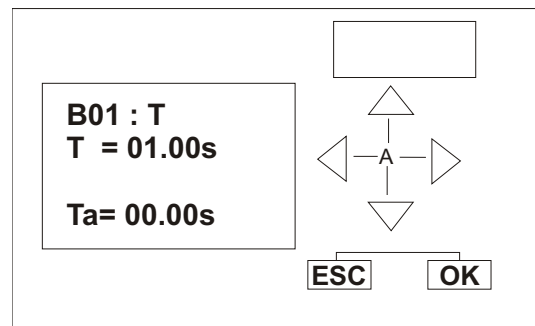 B01 : T
T = 01.00s
Ta= 00.00s
A
ESC OK